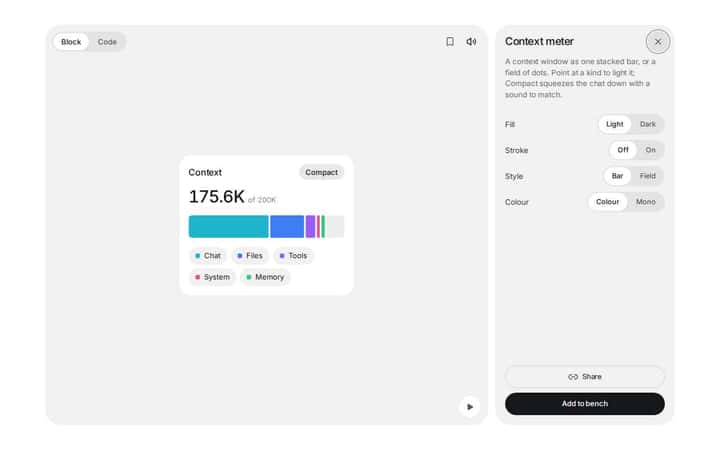 Block
Code
Context meter
A context window as one stacked bar, or a
field of dots. Point at a kind to light it;
Compact squeezes the chat down with a
sound to match.
Fill
Light
Dark
Stroke
Off
On
Style
Bar
Field
Colour
Colour
Mono
Context
Compact
175.6K of 200K
Chat
Files
Tools
System
Memory
Share
Add to bench